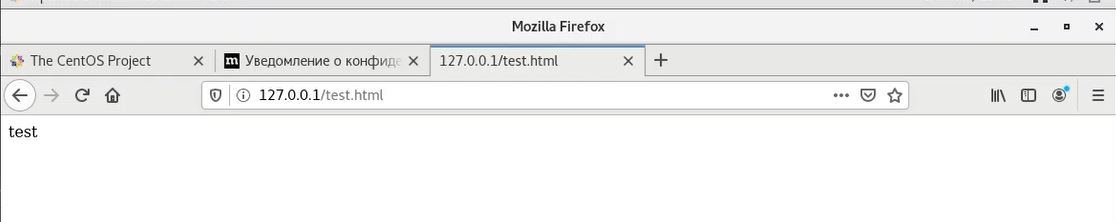 Mozilla Firefox
The CentOS Project
Уведомление о конфиде
127.0.0.1/test.html
127.0.0.1/test.html
test